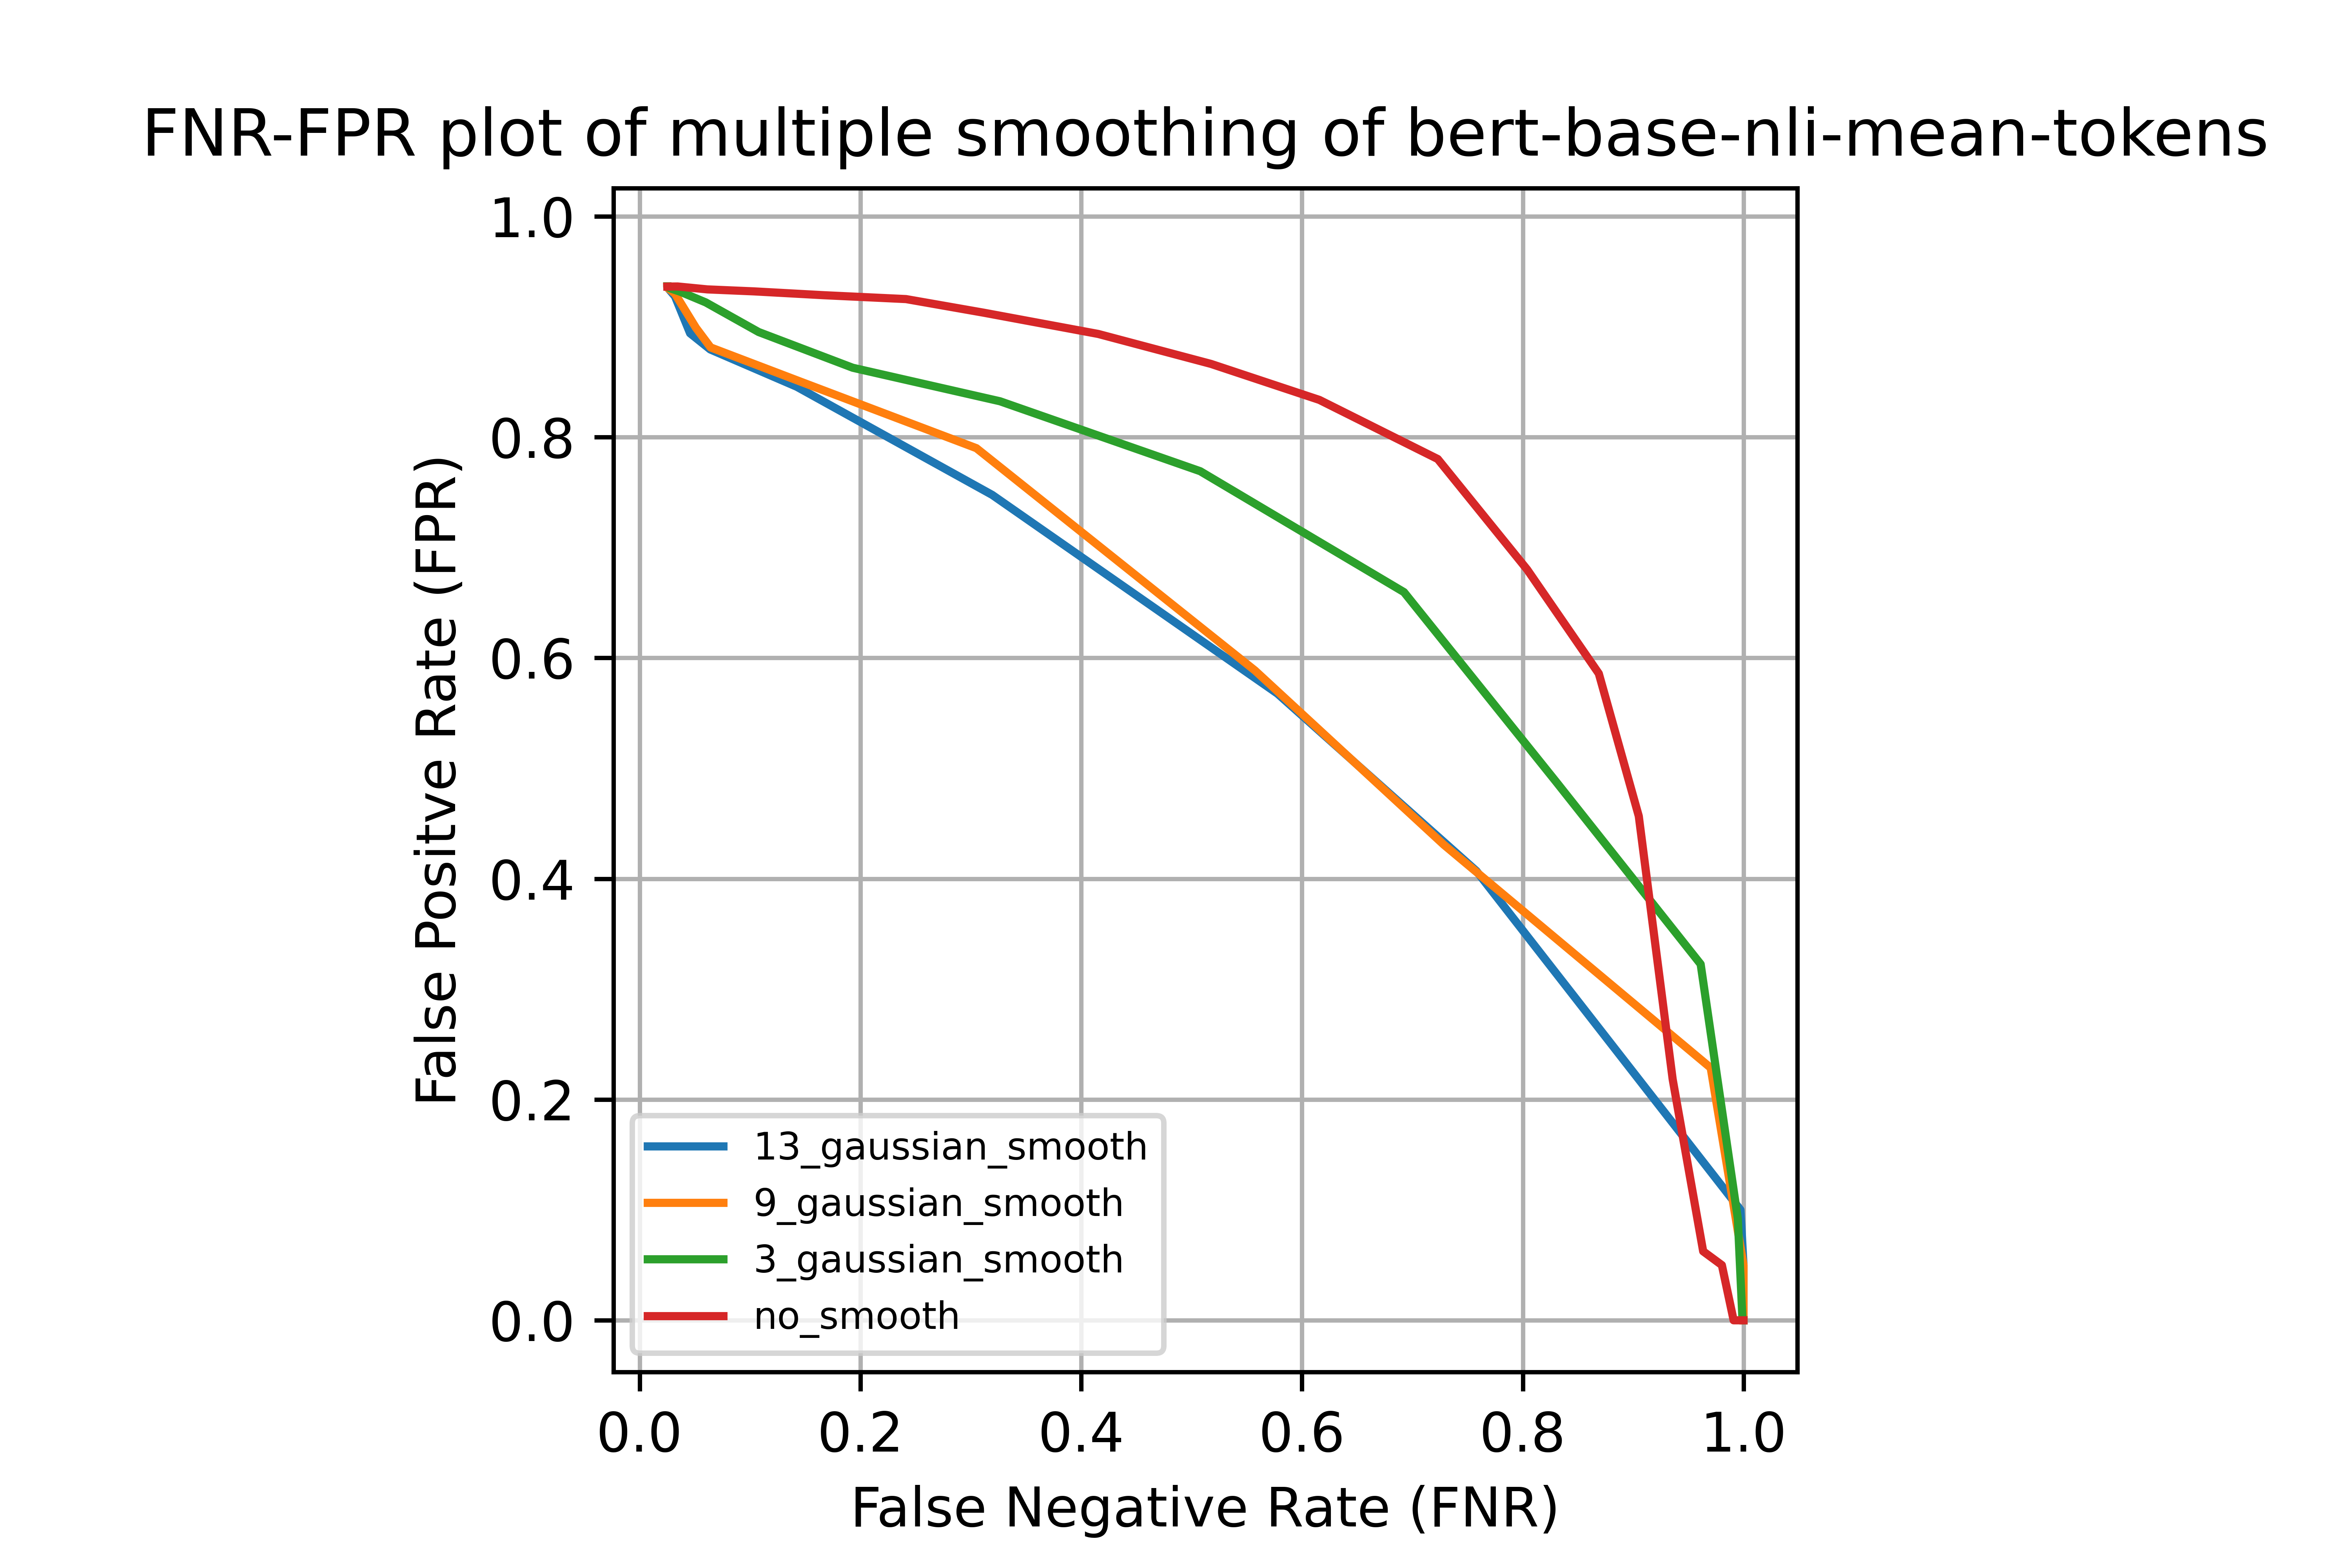 FNR-FPR plot of multiple smoothing of bert-base-nli-mean-tokens
1.0
0.8
0.6
0.4
0.2
0.0
False Positve Rate (FPR)
13_gaussian_smooth
9_gaussian_smooth
3_gaussian_smooth
no_smooth
0.0 0.2 0.4 0.6 0.8 1.0
False Negative Rate (FNR)